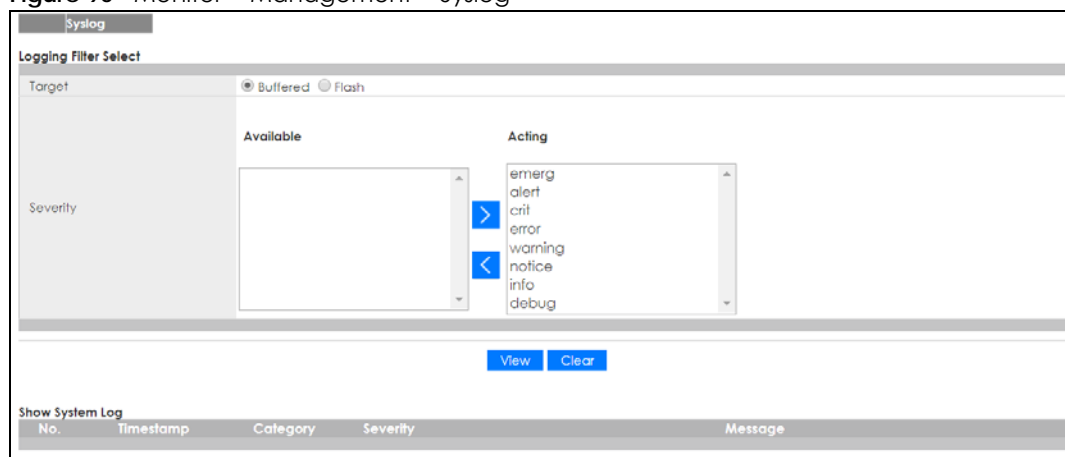 Syslog
Logging Filter Select
Target Buffered Flash
Available Acting
Severity
emerg
alert
crit
error
warning
notice
info
debug
View Clear
Show System Log
No. Timestamp Category Severity Message